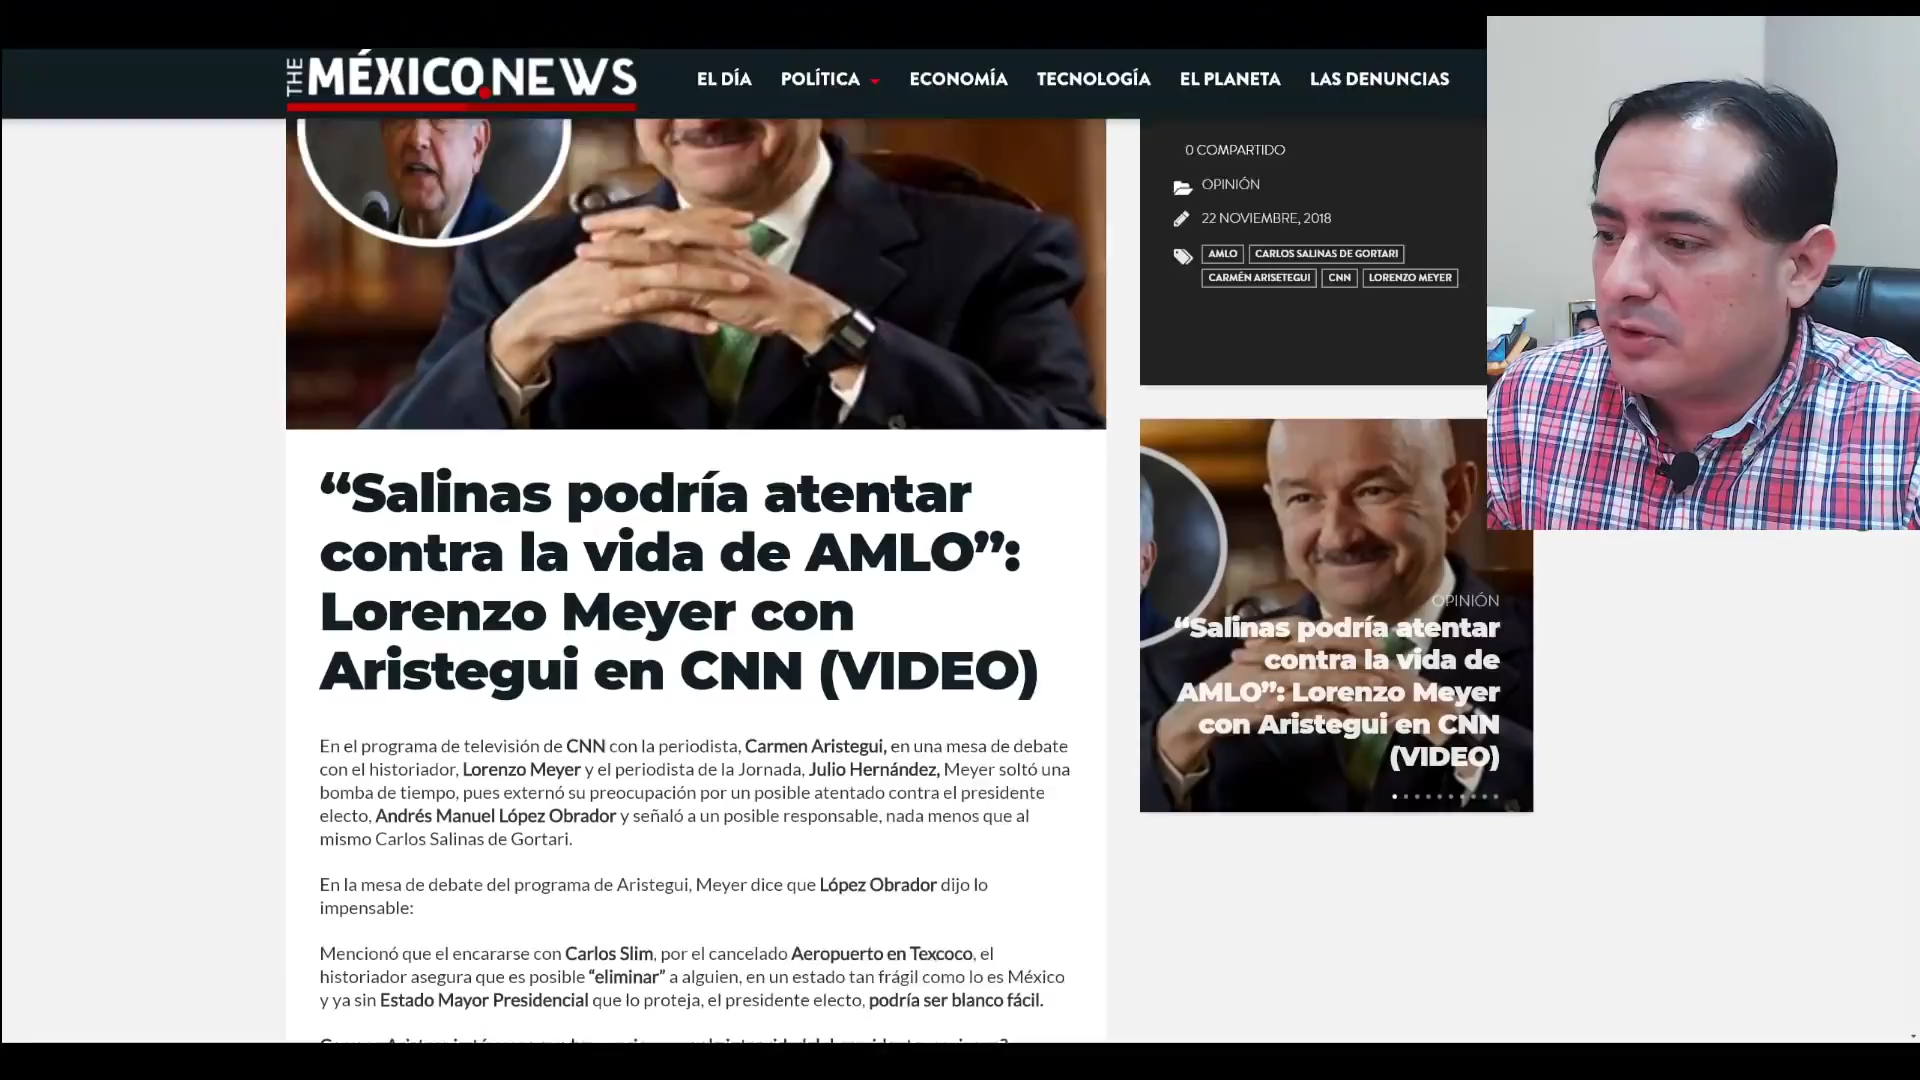 THE MÉXICO.NEWS
EL DÍA POLÍTICA ECONOMÍA TECNOLOGÍA EL PLANETA LAS DENUNCIAS
0 COMPARTIDO
OPINIÓN
22 NOVIEMBRE, 2018
AMLO CARLOS SALINAS DE GORTARI
CARMÉN ARISETEGUI CNN LORENZO MEYER
“Salinas podría atentar
contra la vida de AMLO”:
Lorenzo Meyer con
Aristegui en CNN (VIDEO)
En el programa de televisión de CNN con la periodista, Carmen Aristegui, en una mesa de debate
con el historiador, Lorenzo Meyer y el periodista de la Jornada, Julio Hernández, Meyer soltó una
bomba de tiempo, pues externó su preocupación por un posible atentado contra el presidente
electo, Andrés Manuel López Obrador y señaló a un posible responsable, nada menos que al
mismo Carlos Salinas de Gortari.
En la mesa de debate del programa de Aristegui, Meyer dice que López Obrador dijo lo
impensable:
Mencionó que el encararse con Carlos Slim, por el cancelado Aeropuerto en Texcoco, el
historiador asegura que es posible “eliminar” a alguien, en un estado tan frágil como lo es México
y ya sin Estado Mayor Presidencial que lo proteja, el presidente electo, podría ser blanco fácil.
OPINIÓN
“Salinas podría atentar
contra la vida de
AMLO”: Lorenzo Meyer
con Aristegui en CNN
(VIDEO)